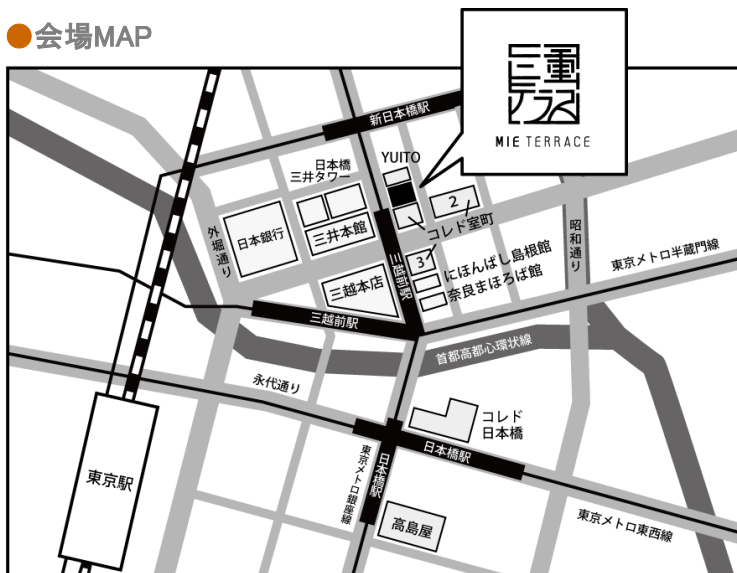 ●会場MAP
三重
テラス
MIE TERRACE
新日本橋駅
YUITO
日本橋
三井タワー
2
コレド室町
外堀通り
日本銀行
三井本館
三越前駅
3
昭和通り
にほんばし島根館
奈良まほろば館
東京メトロ半蔵門線
三越本店
三越前駅
首都高都心環状線
永代通り
コレド
日本橋
日本橋駅
日本橋駅
東京メトロ銀座線
東京駅
高島屋
東京メトロ東西線